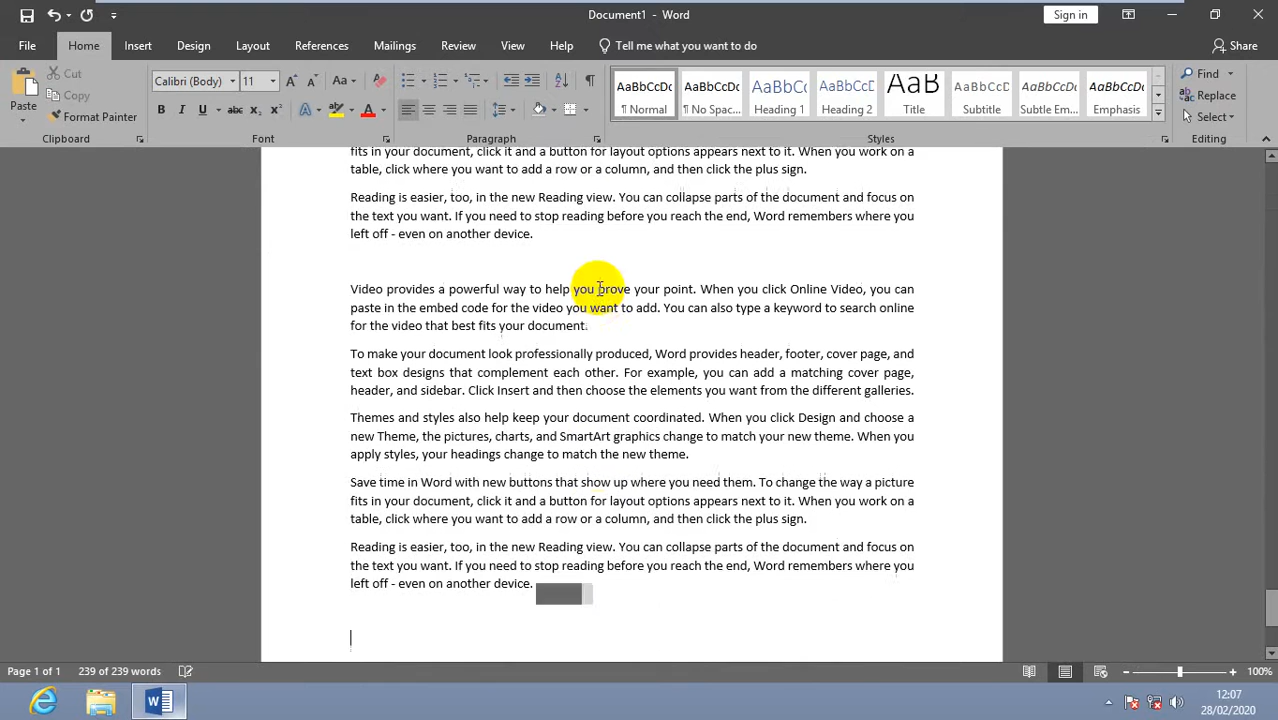 Document1 - Word
Sign in
File Home Insert Design Layout References Mailings Review View Help Tell me what you want to do Share
Paste Cut Copy Format Painter
Calibri (Body) 11 Aa
B I U abc x₂ x² A A
AaBbCcDc ¶ Normal
AaBbCcDc ¶ No Spac...
AaBbCc Heading 1
AaBbCcD Heading 2
AaB Title
AaBbCcD Subtitle
AaBbCcDc Subtle Em...
AaBbCcDc Emphasis
Find
Replace
Select
Clipboard Font Paragraph Styles Editing
fits in your document, click it and a button for layout options appears next to it. When you work on a
table, click where you want to add a row or a column, and then click the plus sign.
Reading is easier, too, in the new Reading view. You can collapse parts of the document and focus on
the text you want. If you need to stop reading before you reach the end, Word remembers where you
left off - even on another device.
Video provides a powerful way to help you prove your point. When you click Online Video, you can
paste in the embed code for the video you want to add. You can also type a keyword to search online
for the video that best fits your document.
To make your document look professionally produced, Word provides header, footer, cover page, and
text box designs that complement each other. For example, you can add a matching cover page,
header, and sidebar. Click Insert and then choose the elements you want from the different galleries.
Themes and styles also help keep your document coordinated. When you click Design and choose a
new Theme, the pictures, charts, and SmartArt graphics change to match your new theme. When you
apply styles, your headings change to match the new theme.
Save time in Word with new buttons that show up where you need them. To change the way a picture
fits in your document, click it and a button for layout options appears next to it. When you work on a
table, click where you want to add a row or a column, and then click the plus sign.
Reading is easier, too, in the new Reading view. You can collapse parts of the document and focus on
the text you want. If you need to stop reading before you reach the end, Word remembers where you
left off - even on another device.
Page 1 of 1 239 of 239 words 100%
12:07
28/02/2020